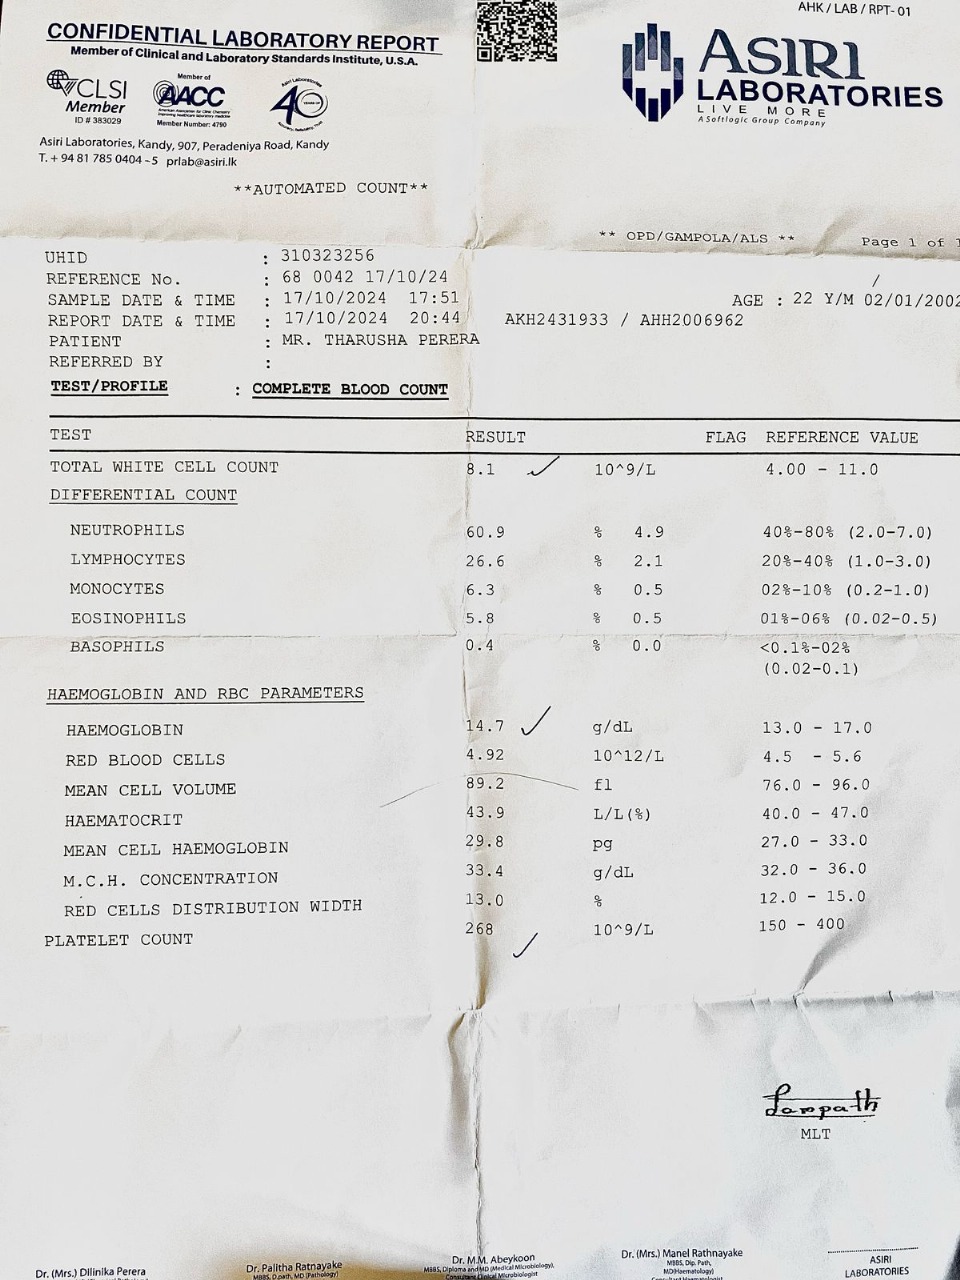 AHK / LAB / RPT- 01
CONFIDENTIAL LABORATORY REPORT
Member of Clinical and Laboratory Standards Institute, U.S.A.
CLSI
Member
ID # 383029
Member of
AACC
Member Number: 4790
40
ASIRI
LABORATORIES
LIVE MORE
A Softlogic Group Company
Asiri Laboratories, Kandy, 907, Peradeniya Road, Kandy
T. + 94 81 785 0404 - 5 prlab@asiri.lk
**AUTOMATED COUNT**
** OPD/GAMPOLA/ALS ** Page 1 of 1
UHID : 310323256
REFERENCE No. : 68 0042 17/10/24 /
SAMPLE DATE & TIME : 17/10/2024 17:51 AGE : 22 Y/M 02/01/2002
REPORT DATE & TIME : 17/10/2024 20:44 AKH2431933 / AHH2006962
PATIENT : MR. THARUSHA PERERA
REFERRED BY :
TEST/PROFILE : COMPLETE BLOOD COUNT
TEST RESULT FLAG REFERENCE VALUE
TOTAL WHITE CELL COUNT 8.1 10^9/L 4.00 - 11.0
DIFFERENTIAL COUNT
NEUTROPHILS 60.9 % 4.9 40%-80% (2.0-7.0)
LYMPHOCYTES 26.6 % 2.1 20%-40% (1.0-3.0)
MONOCYTES 6.3 % 0.5 02%-10% (0.2-1.0)
EOSINOPHILS 5.8 % 0.5 01%-06% (0.02-0.5)
BASOPHILS 0.4 % 0.0 <0.1%-02%
(0.02-0.1)
HAEMOGLOBIN AND RBC PARAMETERS
HAEMOGLOBIN 14.7 g/dL 13.0 - 17.0
RED BLOOD CELLS 4.92 10^12/L 4.5 - 5.6
MEAN CELL VOLUME 89.2 fl 76.0 - 96.0
HAEMATOCRIT 43.9 L/L(%) 40.0 - 47.0
MEAN CELL HAEMOGLOBIN 29.8 pg 27.0 - 33.0
M.C.H. CONCENTRATION 33.4 g/dL 32.0 - 36.0
RED CELLS DISTRIBUTION WIDTH 13.0 % 12.0 - 15.0
PLATELET COUNT 268 10^9/L 150 - 400
Sampath
MLT
Dr. (Mrs.) Dilinika Perera
Dr. Palitha Ratnayake
MBBS, D.path, MD (Pathology)
Dr. M.M. Abeykoon
MBBS, Diploma and MD (Medical Microbiology),
Consultant Clinical Microbiologist
Dr. (Mrs.) Manel Rathnayake
MBBS, Dip. Path,
MD(Haematology)
Consultant Haematologist
ASIRI
LABORATORIES